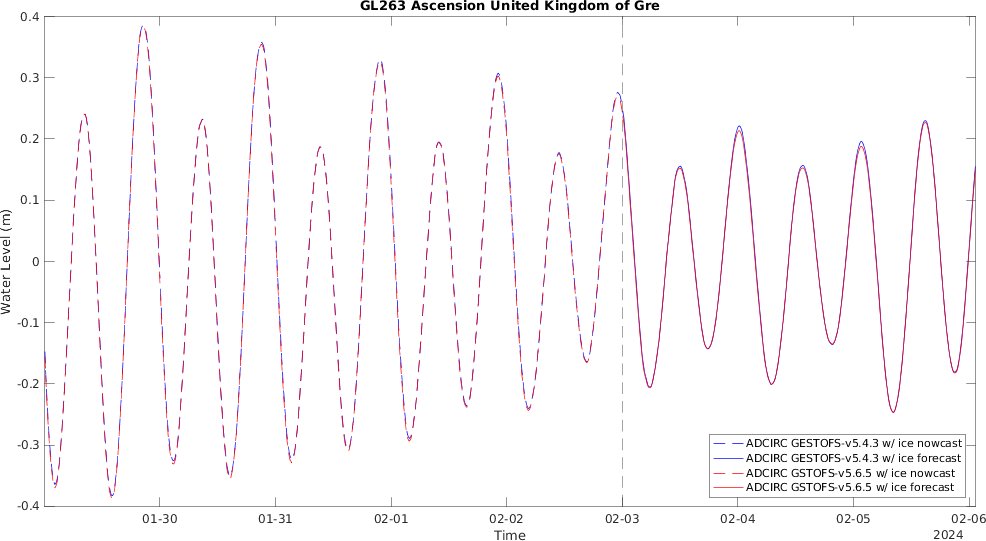 GL263 Ascension United Kingdom of Gre
Water Level (m)
0.4
0.3
0.2
0.1
0
-0.1
-0.2
-0.3
-0.4
ADCIRC GESTOFS-v5.4.3 w/ ice nowcast
ADCIRC GESTOFS-v5.4.3 w/ ice forecast
ADCIRC GSTOFS-v5.6.5 w/ ice nowcast
ADCIRC GSTOFS-v5.6.5 w/ ice forecast
01-30 01-31 02-01 02-02 02-03 02-04 02-05 02-06
Time
2024